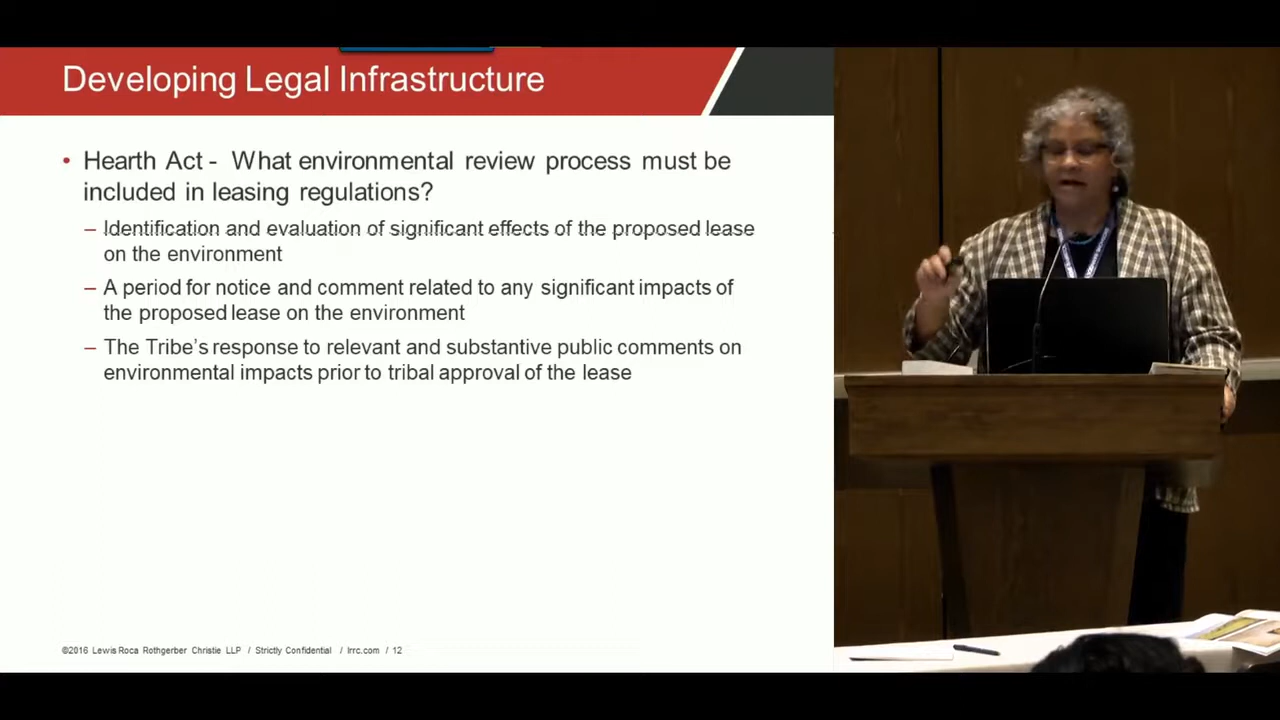 Developing Legal Infrastructure
• Hearth Act - What environmental review process must be
included in leasing regulations?
– Identification and evaluation of significant effects of the proposed lease
on the environment
– A period for notice and comment related to any significant impacts of
the proposed lease on the environment
– The Tribe's response to relevant and substantive public comments on
environmental impacts prior to tribal approval of the lease
©2016 Lewis Roca Rothgerber Christie LLP / Strictly Confidential / lrrc.com / 12